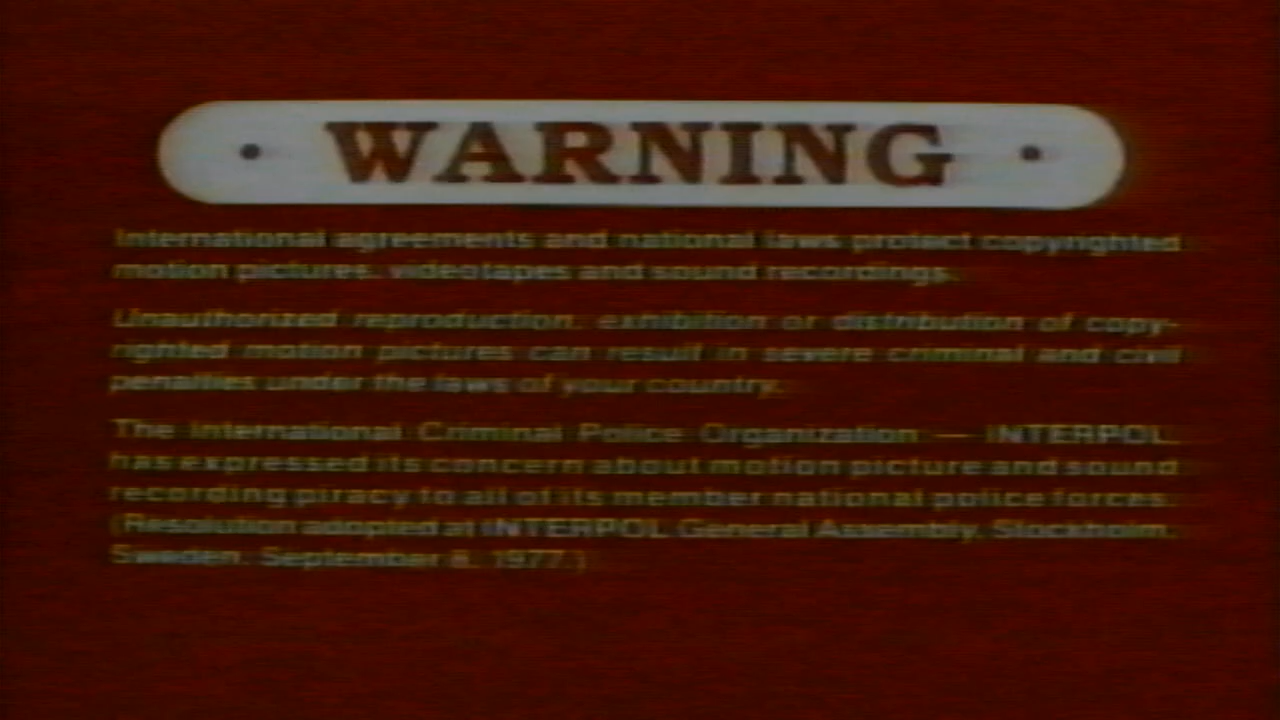 • WARNING •
International agreements and national laws protect copyrighted
motion pictures, videotapes and sound recordings.
Unauthorized reproduction, exhibition or distribution of copy-
righted motion pictures can result in severe criminal and civil
penalties under the laws of your country.
The International Criminal Police Organization — INTERPOL,
has expressed its concern about motion picture and sound
recording piracy to all of its member national police forces.
(Resolution adopted at INTERPOL General Assembly, Stockholm,
Sweden, September 8, 1977.)